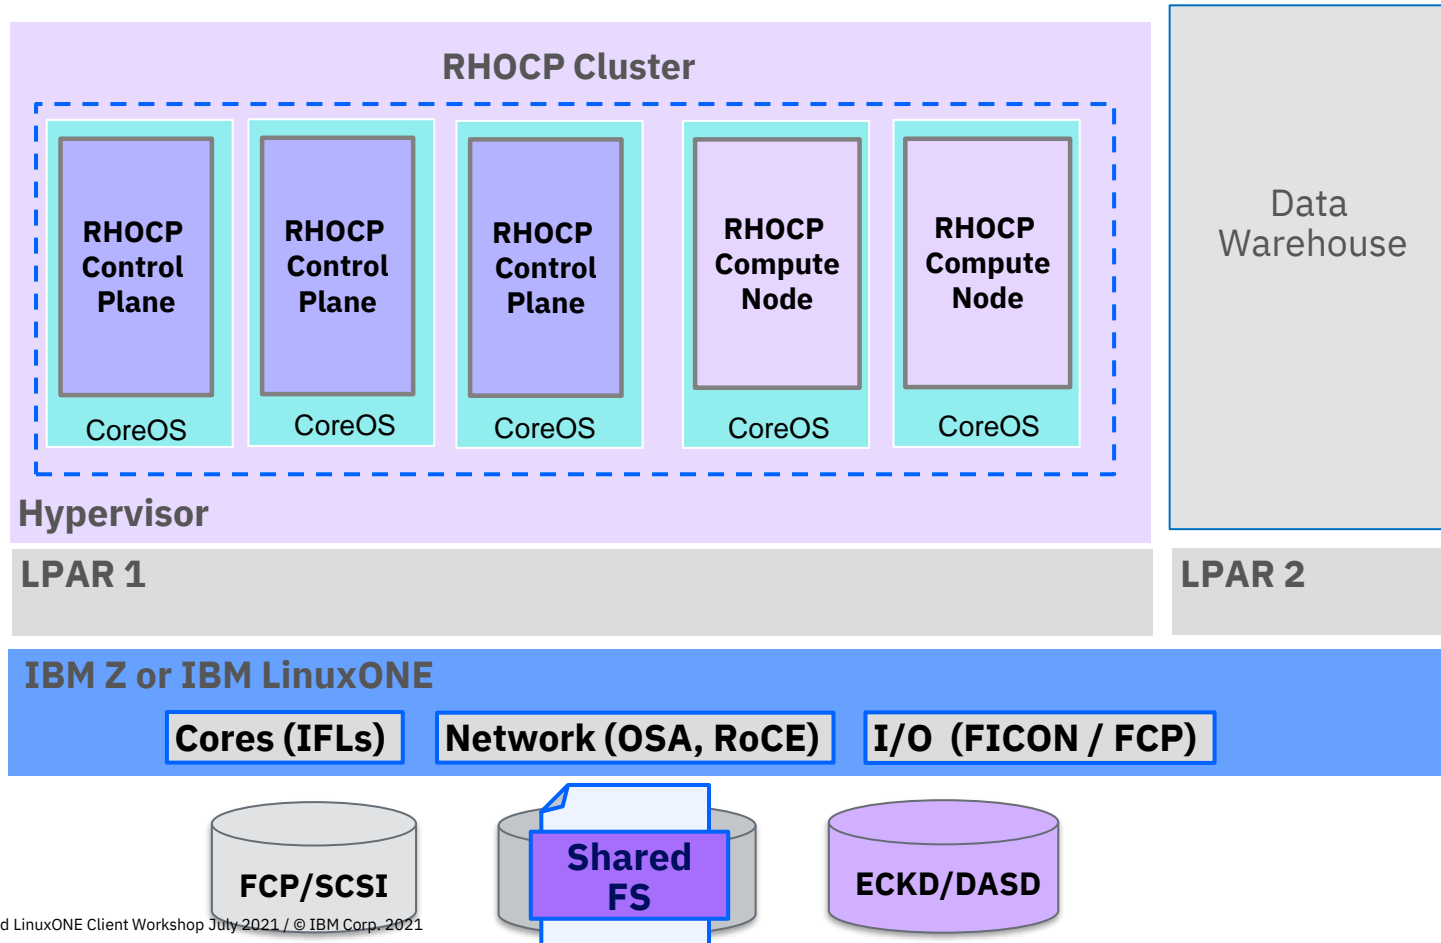 RHOCP Cluster
RHOCP
Control
Plane
CoreOS
RHOCP
Control
Plane
CoreOS
RHOCP
Control
Plane
CoreOS
RHOCP
Compute
Node
CoreOS
RHOCP
Compute
Node
CoreOS
Hypervisor
Data
Warehouse
LPAR 1
LPAR 2
IBM Z or IBM LinuxONE
Cores (IFLs)
Network (OSA, RoCE)
I/O (FICON / FCP)
FCP/SCSI
Shared
FS
ECKD/DASD
d LinuxONE Client Workshop July 2021 / © IBM Corp. 2021